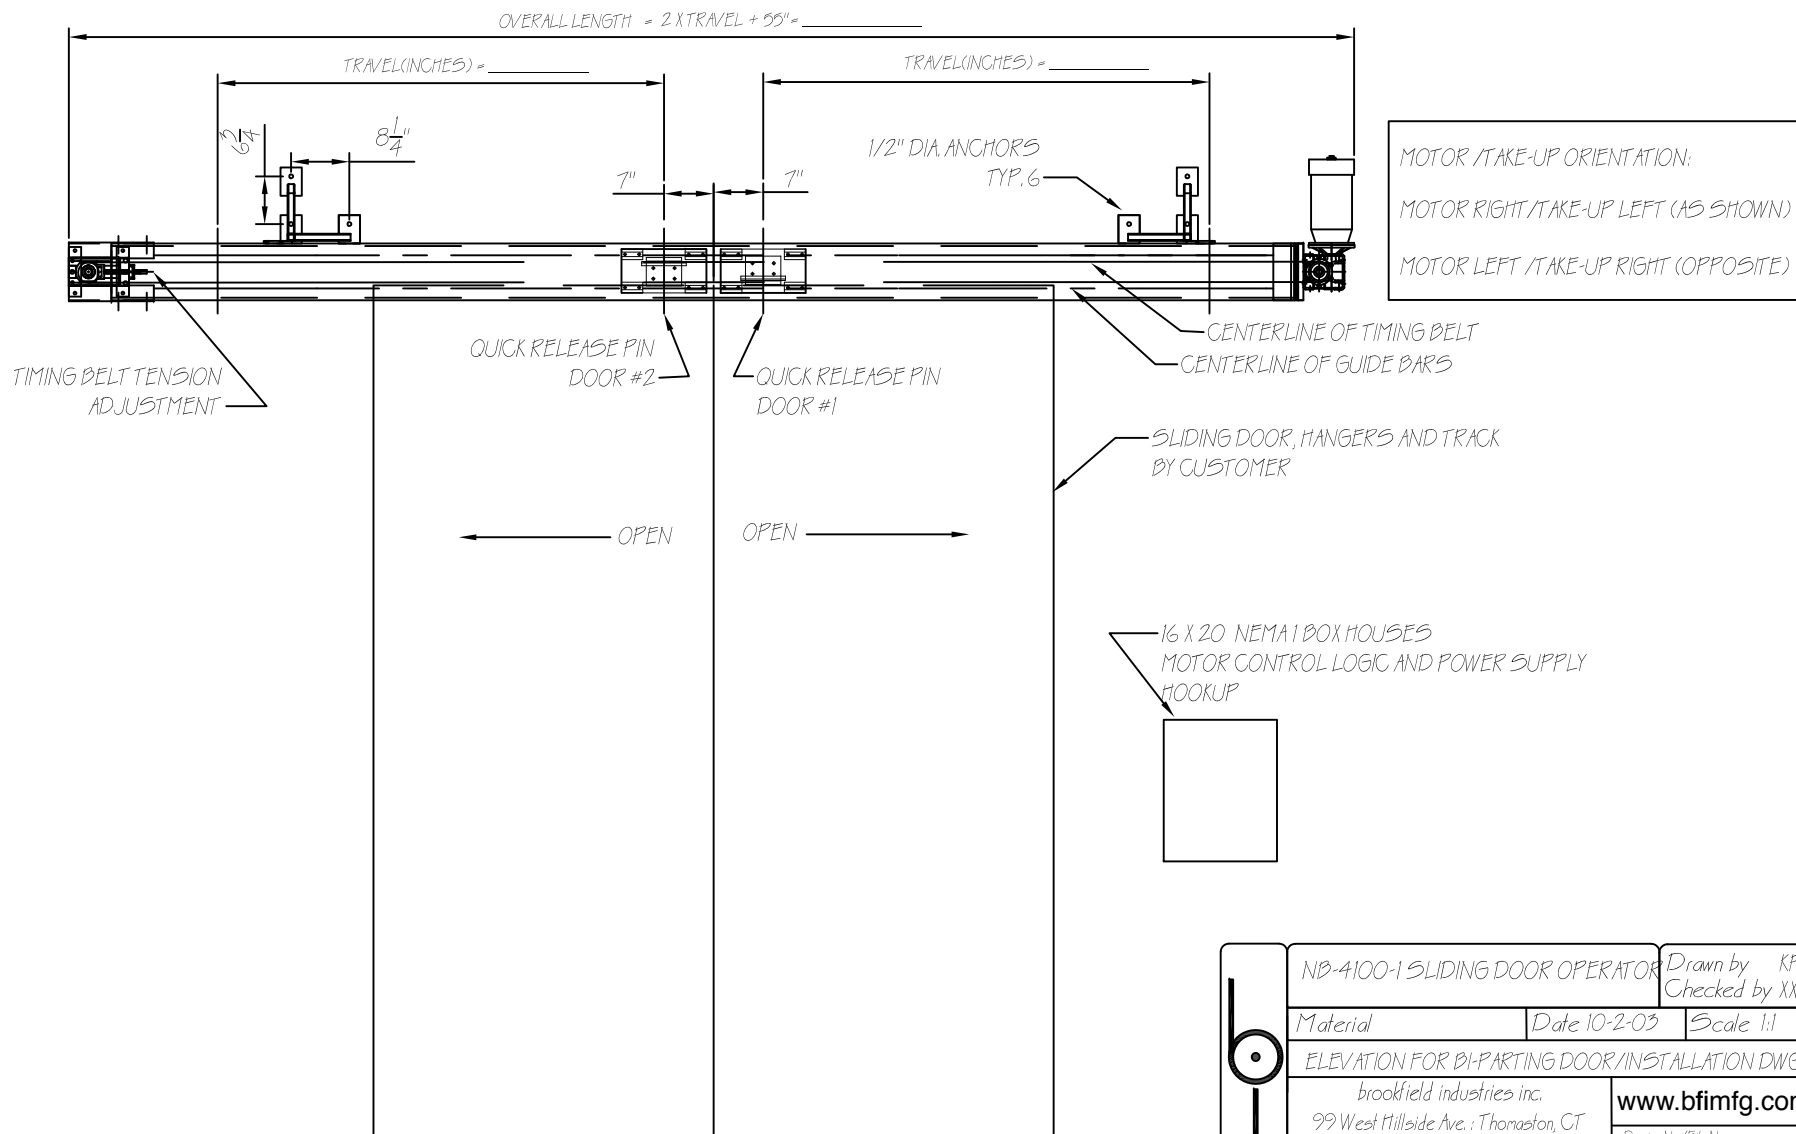 OVERALL LENGTH = 2 X TRAVEL + 55" =
TRAVEL(INCHES) =
TRAVEL(INCHES) =
6 3/4
8 1/4"
1/2" DIA. ANCHORS
TYP. 6
7"
7"
MOTOR /TAKE-UP ORIENTATION:
MOTOR RIGHT/TAKE-UP LEFT (AS SHOWN)
MOTOR LEFT /TAKE-UP RIGHT (OPPOSITE)
CENTERLINE OF TIMING BELT
CENTERLINE OF GUIDE BARS
QUICK RELEASE PIN
DOOR #2
QUICK RELEASE PIN
DOOR #1
TIMING BELT TENSION
ADJUSTMENT
SLIDING DOOR, HANGERS AND TRACK
BY CUSTOMER
OPEN
OPEN
16 X 20 NEMA 1 BOX HOUSES
MOTOR CONTROL LOGIC AND POWER SUPPLY
HOOKUP
NB-4100-1 SLIDING DOOR OPERATOR
Drawn by
Checked by XX
Material
Date 10-2-03
Scale 1:1
ELEVATION FOR BI-PARTING DOOR/INSTALLATION DWG
brookfield industries inc.
99 West Hillside Ave. : Thomaston, CT
www.bfimfg.com